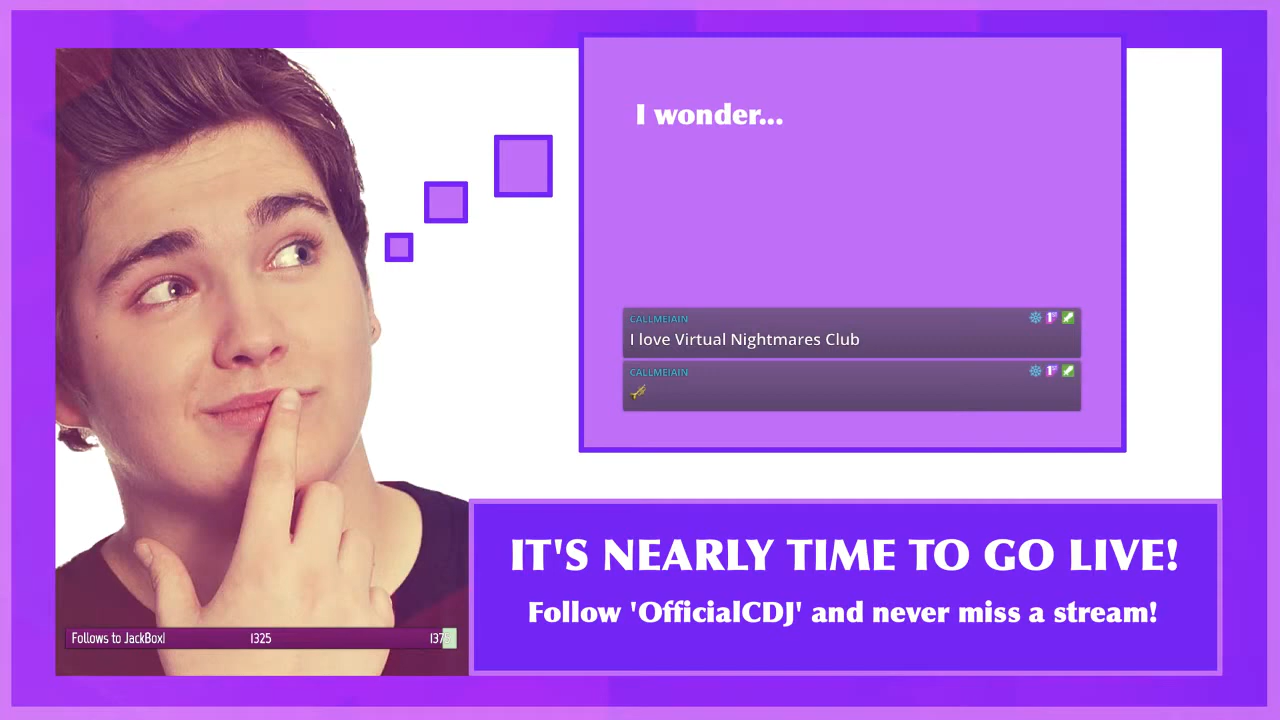 I wonder...
CALLMEIAIN
I love Virtual Nightmares Club
CALLMEIAIN
IT'S NEARLY TIME TO GO LIVE!
Follow 'OfficialCDJ' and never miss a stream!
Follows to JackBox! 1325